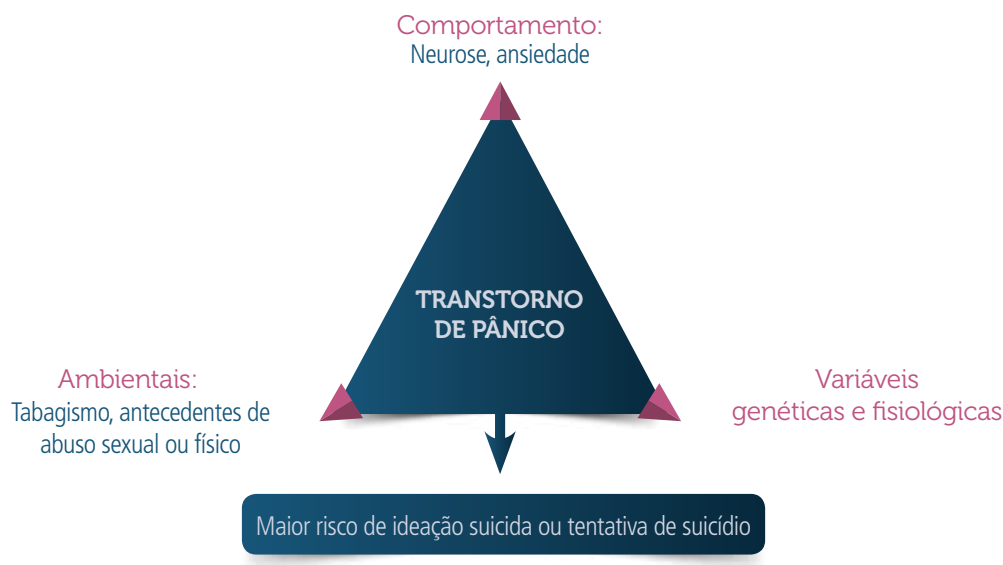 Comportamento:
Neurose, ansiedade
TRANSTORNO
DE PÂNICO
Ambientais:
Tabagismo, antecedentes de
abuso sexual ou físico
Variáveis
genéticas e fisiológicas
Maior risco de ideação suicida ou tentativa de suicídio